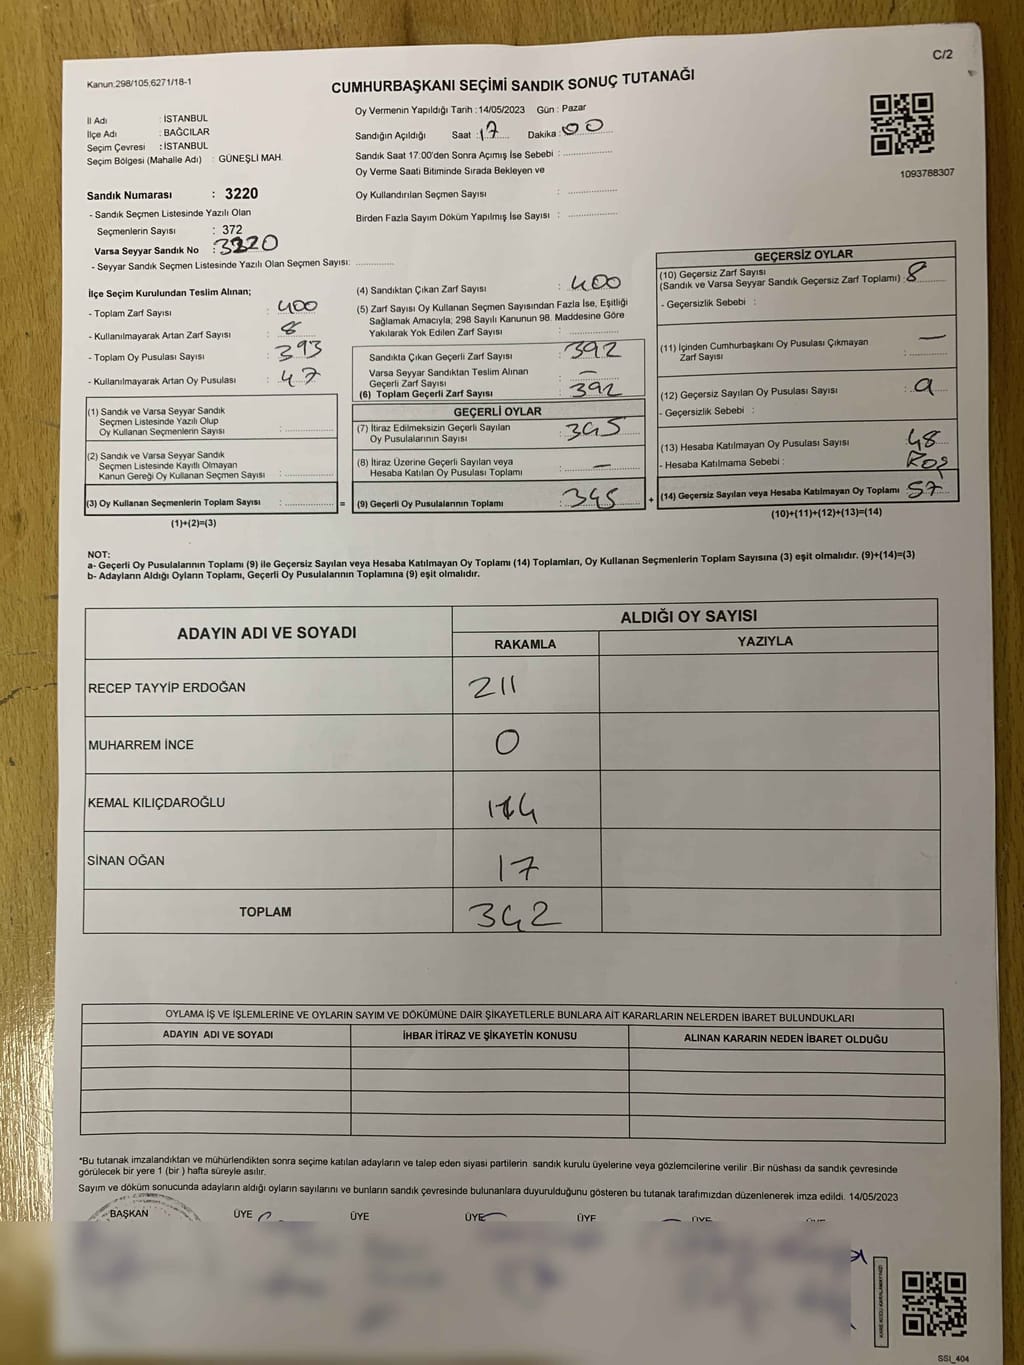 Kanun.298/105,6271/18-1
C/2
CUMHURBAŞKANI SEÇİMİ SANDIK SONUÇ TUTANAĞI
İl Adı : İSTANBUL
İlçe Adı : BAĞCILAR
Seçim Çevresi : İSTANBUL
Seçim Bölgesi (Mahalle Adı) : GÜNEŞLİ MAH.
Sandık Numarası : 3220
- Sandık Seçmen Listesinde Yazılı Olan
Seçmenlerin Sayısı : 372
Varsa Seyyar Sandık No : 3220
- Seyyar Sandık Seçmen Listesinde Yazılı Olan Seçmen Sayısı: ..............
Oy Vermenin Yapıldığı Tarih : 14/05/2023 Gün : Pazar
Sandığın Açıldığı Saat : 17 Dakika : 00
Sandık Saat 17:00'den Sonra Açımış İse Sebebi : ..............
Oy Verme Saati Bitiminde Sırada Bekleyen ve
Oy Kullandırılan Seçmen Sayısı : ..............
Birden Fazla Sayım Döküm Yapılmış İse Sayısı : ..............
1093788307
İlçe Seçim Kurulundan Teslim Alınan;
- Toplam Zarf Sayısı : 400
- Kullanılmayarak Artan Zarf Sayısı : 8
- Toplam Oy Pusulası Sayısı : 393
- Kullanılmayarak Artan Oy Pusulası : 47
(1) Sandık ve Varsa Seyyar Sandık
Seçmen Listesinde Yazılı Olup
Oy Kullanan Seçmenlerin Sayısı : ..............
(2) Sandık ve Varsa Seyyar Sandık
Seçmen Listesinde Kayıtlı Olmayan
Kanun Gereği Oy Kullanan Seçmen Sayısı : ..............
(3) Oy Kullanan Seçmenlerin Toplam Sayısı : .............. =
(1)+(2)=(3)
(4) Sandıktan Çıkan Zarf Sayısı : 400
(5) Zarf Sayısı Oy Kullanan Seçmen Sayısından Fazla İse, Eşitliği
Sağlamak Amacıyla; 298 Sayılı Kanunun 98. Maddesine Göre
Yakılarak Yok Edilen Zarf Sayısı : ..............
Sandıkta Çıkan Geçerli Zarf Sayısı : 392
Varsa Seyyar Sandıktan Teslim Alınan
Geçerli Zarf Sayısı : —
(6) Toplam Geçerli Zarf Sayısı : 392
GEÇERLİ OYLAR
(7) İtiraz Edilmeksizin Geçerli Sayılan
Oy Pusulalarının Sayısı : 345
(8) İtiraz Üzerine Geçerli Sayılan veya
Hesaba Katılan Oy Pusulası Toplamı : —
(9) Geçerli Oy Pusulalarının Toplamı : 345 +
GEÇERSİZ OYLAR
(10) Geçersiz Zarf Sayısı
(Sandık ve Varsa Seyyar Sandık Geçersiz Zarf Toplamı) : 8
- Geçersizlik Sebebi :
(11) İçinden Cumhurbaşkanı Oy Pusulası Çıkmayan
Zarf Sayısı : —
(12) Geçersiz Sayılan Oy Pusulası Sayısı : 9
- Geçersizlik Sebebi :
(13) Hesaba Katılmayan Oy Pusulası Sayısı : 48
- Hesaba Katılmama Sebebi : Boş
(14) Geçersiz Sayılan veya Hesaba Katılmayan Oy Toplamı : 57
(10)+(11)+(12)+(13)=(14)
NOT:
a- Geçerli Oy Pusulalarının Toplamı (9) ile Geçersiz Sayılan veya Hesaba Katılmayan Oy Toplamı (14) Toplamları, Oy Kullanan Seçmenlerin Toplam Sayısına (3) eşit olmalıdır. (9)+(14)=(3)
b- Adayların Aldığı Oyların Toplamı, Geçerli Oy Pusulalarının Toplamına (9) eşit olmalıdır.
ADAYIN ADI VE SOYADI
ALDIĞI OY SAYISI
RAKAMLA YAZIYLA
RECEP TAYYİP ERDOĞAN 211
MUHARREM İNCE 0
KEMAL KILIÇDAROĞLU 114
SİNAN OĞAN 17
TOPLAM 342
OYLAMA İŞ VE İŞLEMLERİNE VE OYLARIN SAYIM VE DÖKÜMÜNE DAİR ŞİKAYETLERLE BUNLARA AİT KARARLARIN NELERDEN İBARET BULUNDUKLARI
ADAYIN ADI VE SOYADI İHBAR İTİRAZ VE ŞİKAYETİN KONUSU ALINAN KARARIN NEDEN İBARET OLDUĞU
*Bu tutanak imzalandıktan ve mühürlendikten sonra seçime katılan adayların ve talep eden siyasi partilerin sandık kurulu üyelerine veya gözlemcilerine verilir .Bir nüshası da sandık çevresinde
görülecek bir yere 1 (bir ) hafta süreyle asılır.
Sayım ve döküm sonucunda adayların aldığı oyların sayılarını ve bunların sandık çevresinde bulunanlara duyurulduğunu gösteren bu tutanak tarafımızdan düzenlenerek imza edildi. 14/05/2023
BAŞKAN ÜYE ÜYE ÜYE ÜYE ÜYE
SSI_404